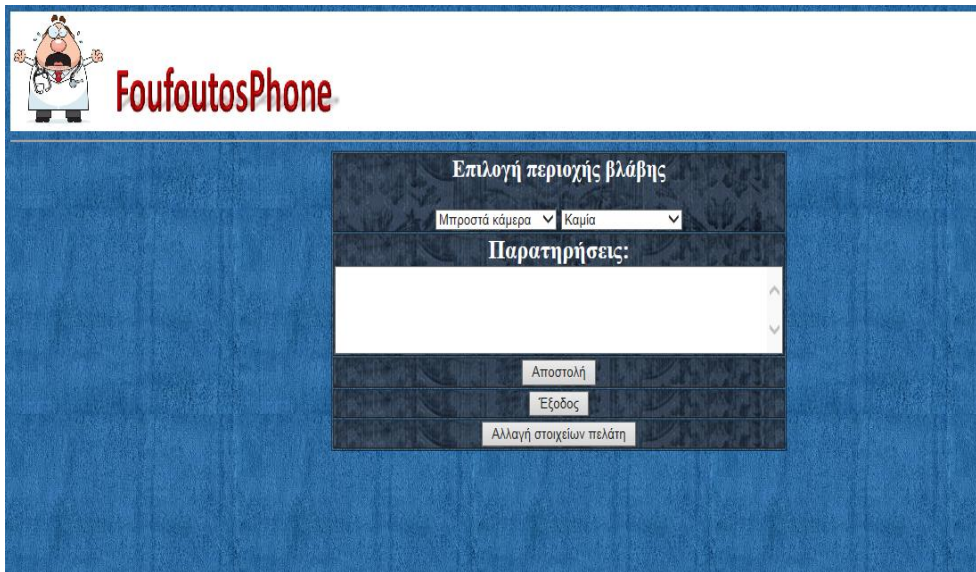 FoufoutosPhone
Επιλογή περιοχής βλάβης
Μπροστά κάμερα Καμία
Παρατηρήσεις:
Αποστολή
Έξοδος
Αλλαγή στοιχείων πελάτη